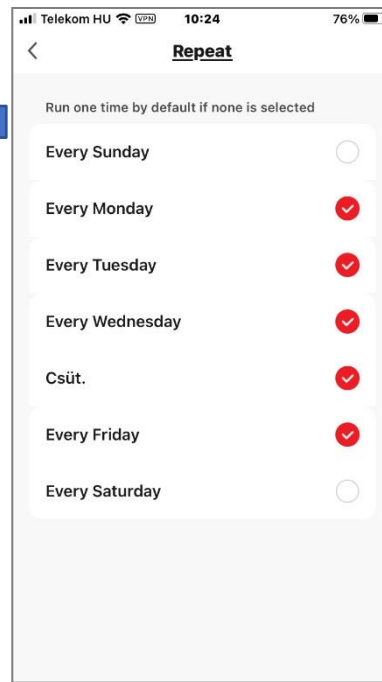 Telekom HU VPN 10:24 76%
Repeat
Run one time by default if none is selected
Every Sunday
Every Monday
Every Tuesday
Every Wednesday
Csüt.
Every Friday
Every Saturday